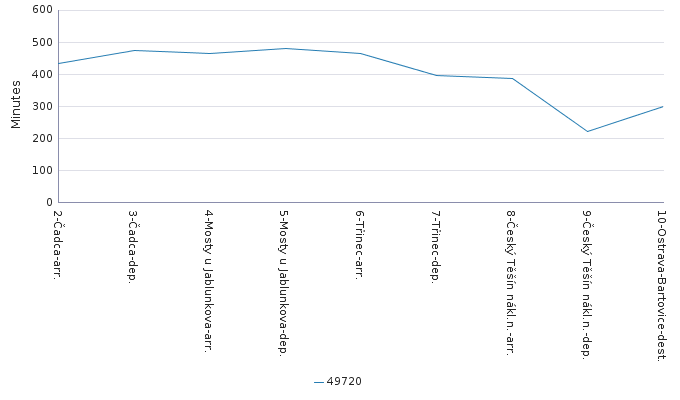 600
500
400
300
200
100
0
Minutes
2-Čadca-arr.
3-Čadca-dep.
4-Mosty u Jablunkova-arr.
5-Mosty u Jablunkova-dep.
6-Třinec-arr.
7-Třinec-dep.
8-Český Těšín nákl.n.-arr.
9-Český Těšín nákl.n.-dep.
10-Ostrava-Bartovice-dest.
49720